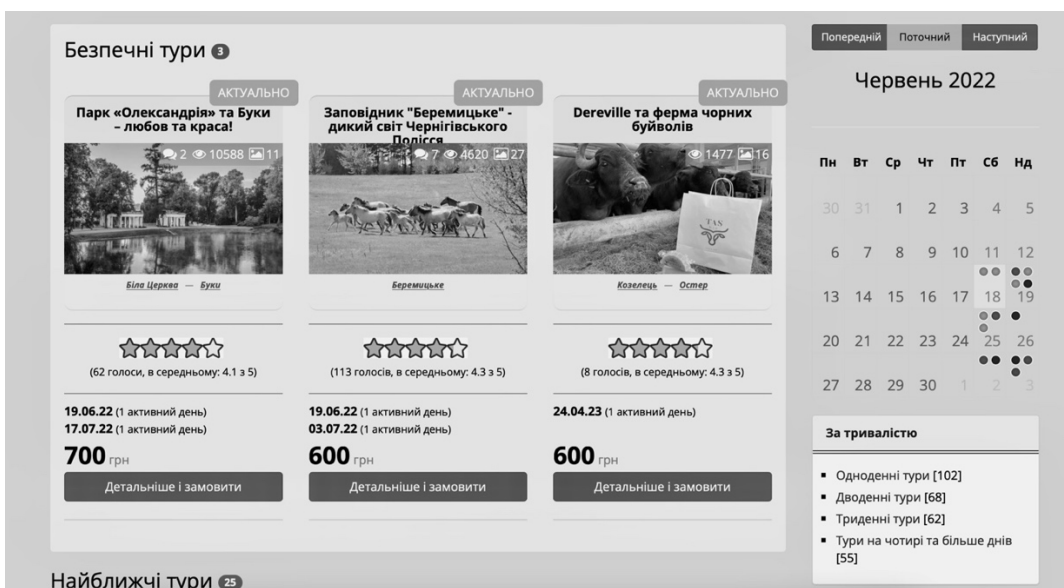 Безпечні тури 3
АКТУАЛЬНО
Парк «Олександрія» та Буки
– любов та краса!
2 10588 11
Біла Церква — Буки
(62 голоси, в середньому: 4.1 з 5)
19.06.22 (1 активний день)
17.07.22 (1 активний день)
700 грн
Детальніше і замовити
АКТУАЛЬНО
Заповідник "Беремицьке" -
дикий світ Чернігівського
Полісся
7 4620 27
Беремицьке
(113 голосів, в середньому: 4.3 з 5)
19.06.22 (1 активний день)
03.07.22 (1 активний день)
600 грн
Детальніше і замовити
АКТУАЛЬНО
Dereville та ферма чорних
буйволів
1477 16
TAS
Козелець — Остер
(8 голосів, в середньому: 4.3 з 5)
24.04.23 (1 активний день)
600 грн
Детальніше і замовити
Найближчі тури 25
Попередній Поточний Наступний
Червень 2022
Пн Вт Ср Чт Пт Сб Нд
30 31 1 2 3 4 5
6 7 8 9 10 11 12
13 14 15 16 17 18 19
20 21 22 23 24 25 26
27 28 29 30 1 2 3
За тривалістю
Одноденні тури [102]
Дводенні тури [68]
Триденні тури [62]
Тури на чотири та більше днів
[55]